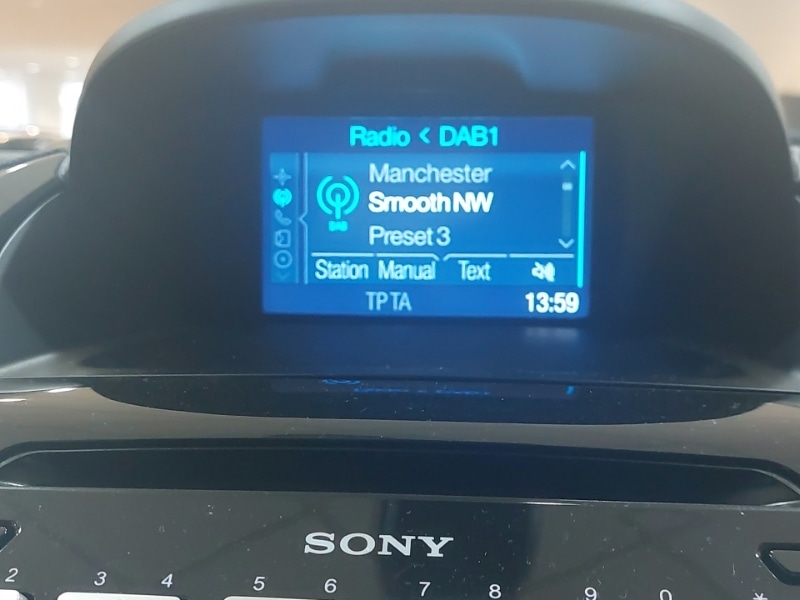 Radio < DAB1
Manchester
Smooth NW
Preset 3
Station Manual Text
TP TA 13:59
SONY
2 3 4 5 6 7 8 9 0 *